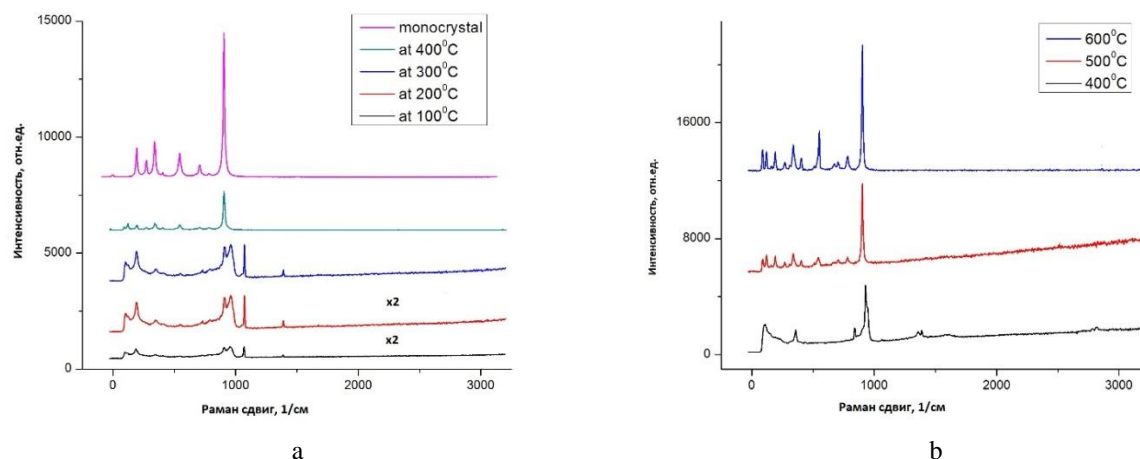 15000
10000
5000
0
Интенсивность, отн.ед.
monocrystal
at 400⁰C
at 300⁰C
at 200⁰C
at 100⁰C
x2
x2
0
1000
2000
3000
Раман сдвиг, 1/см
a
16000
8000
0
Интенсивность, отн.ед.
600⁰C
500⁰C
400⁰C
0
1000
2000
3000
Раман сдвиг, 1/см
b